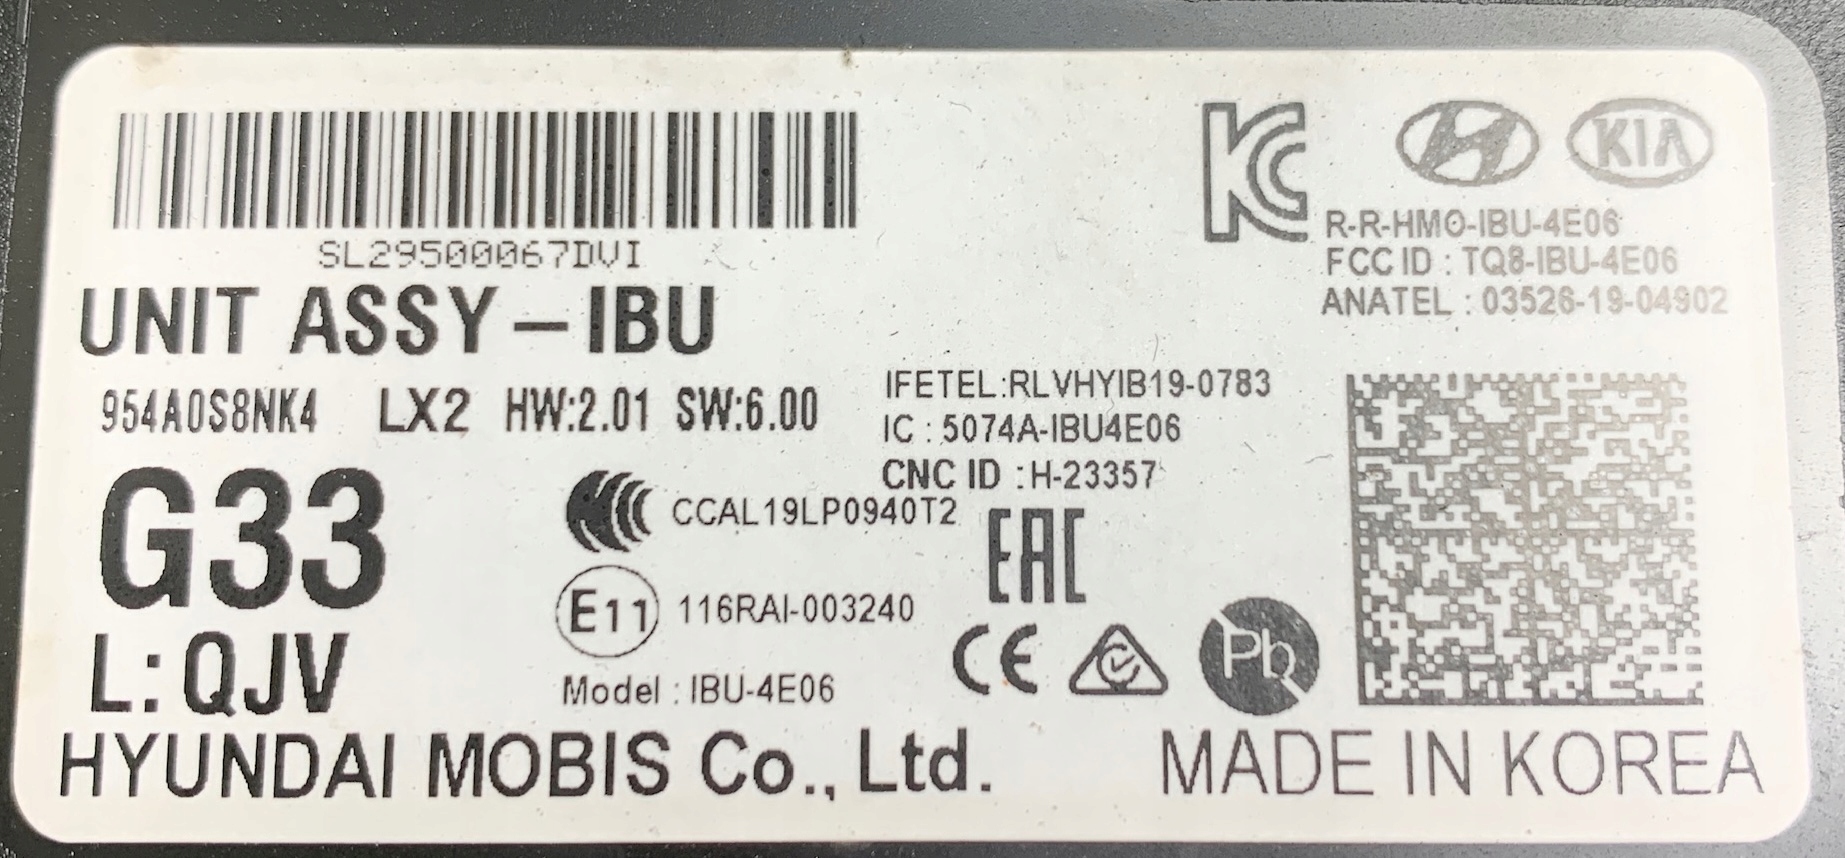 SL29500067DVI
UNIT ASSY-IBU
954A0S8NK4 LX2 HW:2.01 SW:6.00
G33
L:QJV
HYUNDAI MOBIS Co., Ltd.
KC
KIA
R-R-HMO-IBU-4E06
FCC ID : TQ8-IBU-4E06
ANATEL : 03526-19-04902
IFETEL:RLVHYIB19-0783
IC : 5074A-IBU4E06
CNC ID : H-23357
CCAL19LP0940T2
EAC
E11 116RAI-003240
CE
Pb
Model : IBU-4E06
MADE IN KOREA